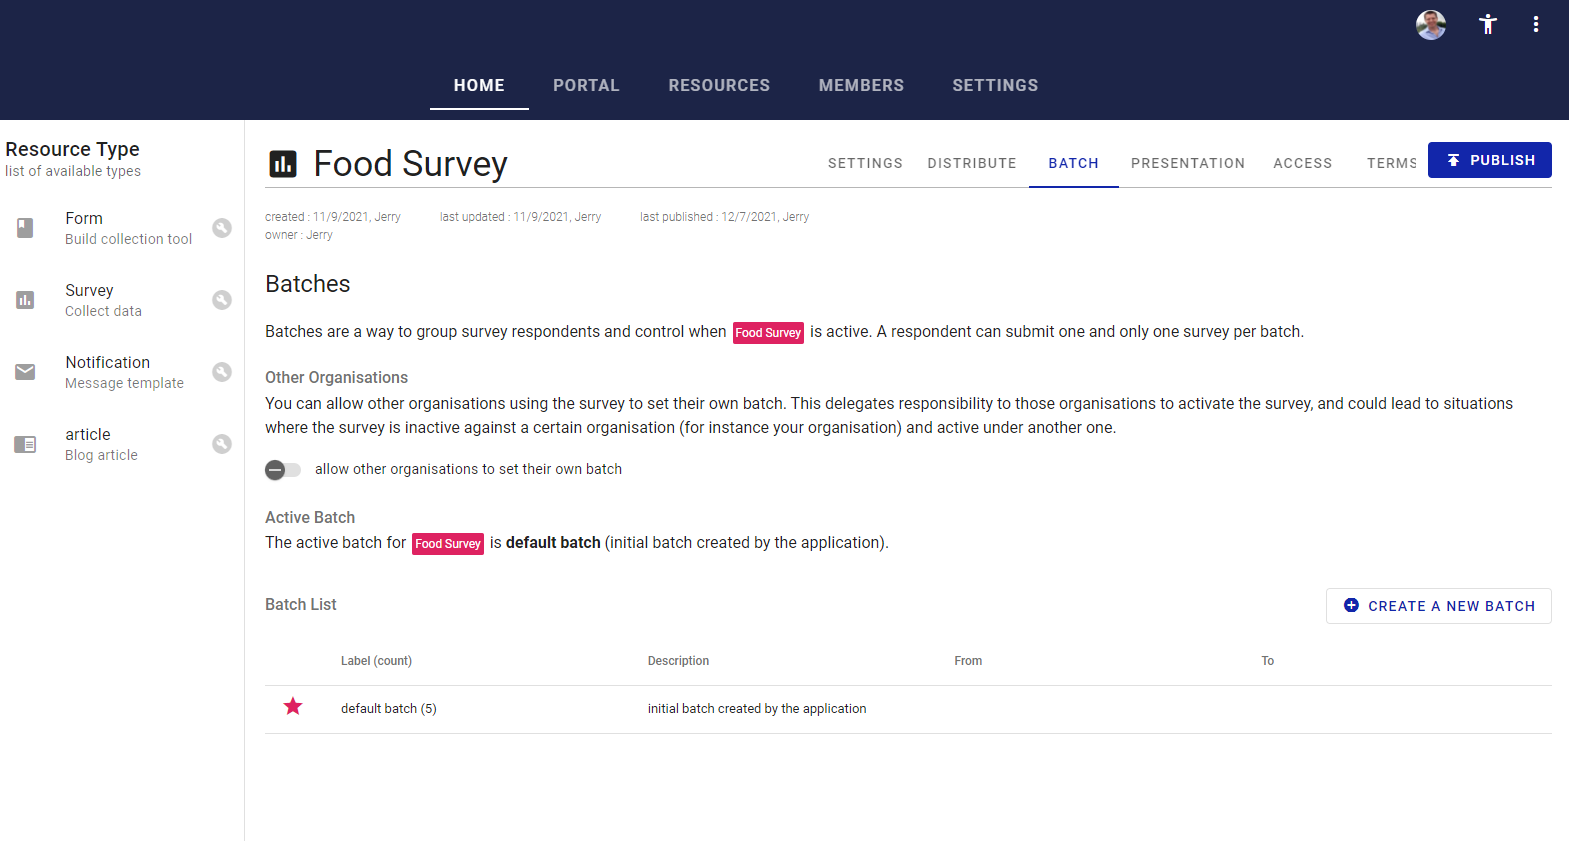 HOME PORTAL RESOURCES MEMBERS SETTINGS
Resource Type
list of available types
Form
Build collection tool
Survey
Collect data
Notification
Message template
article
Blog article
Food Survey
SETTINGS DISTRIBUTE BATCH PRESENTATION ACCESS TERMS PUBLISH
created : 11/9/2021, Jerry last updated : 11/9/2021, Jerry last published : 12/7/2021, Jerry
owner : Jerry
Batches
Batches are a way to group survey respondents and control when Food Survey is active. A respondent can submit one and only one survey per batch.
Other Organisations
You can allow other organisations using the survey to set their own batch. This delegates responsibility to those organisations to activate the survey, and could lead to situations
where the survey is inactive against a certain organisation (for instance your organisation) and active under another one.
allow other organisations to set their own batch
Active Batch
The active batch for Food Survey is default batch (initial batch created by the application).
Batch List
CREATE A NEW BATCH
Label (count) Description From To
default batch (5) initial batch created by the application